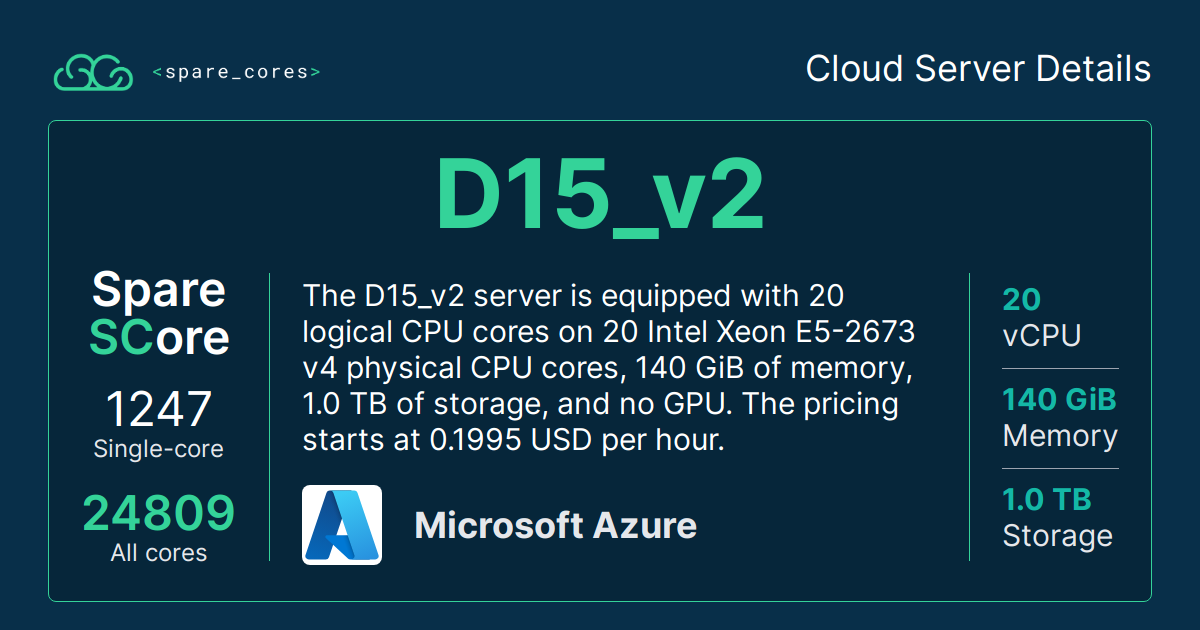 <spare_cores>
Cloud Server Details
D15_v2
Spare
SCore
1247
Single-core
24809
All cores
The D15_v2 server is equipped with 20
logical CPU cores on 20 Intel Xeon E5-2673
v4 physical CPU cores, 140 GiB of memory,
1.0 TB of storage, and no GPU. The pricing
starts at 0.1995 USD per hour.
Microsoft Azure
20
vCPU
140 GiB
Memory
1.0 TB
Storage